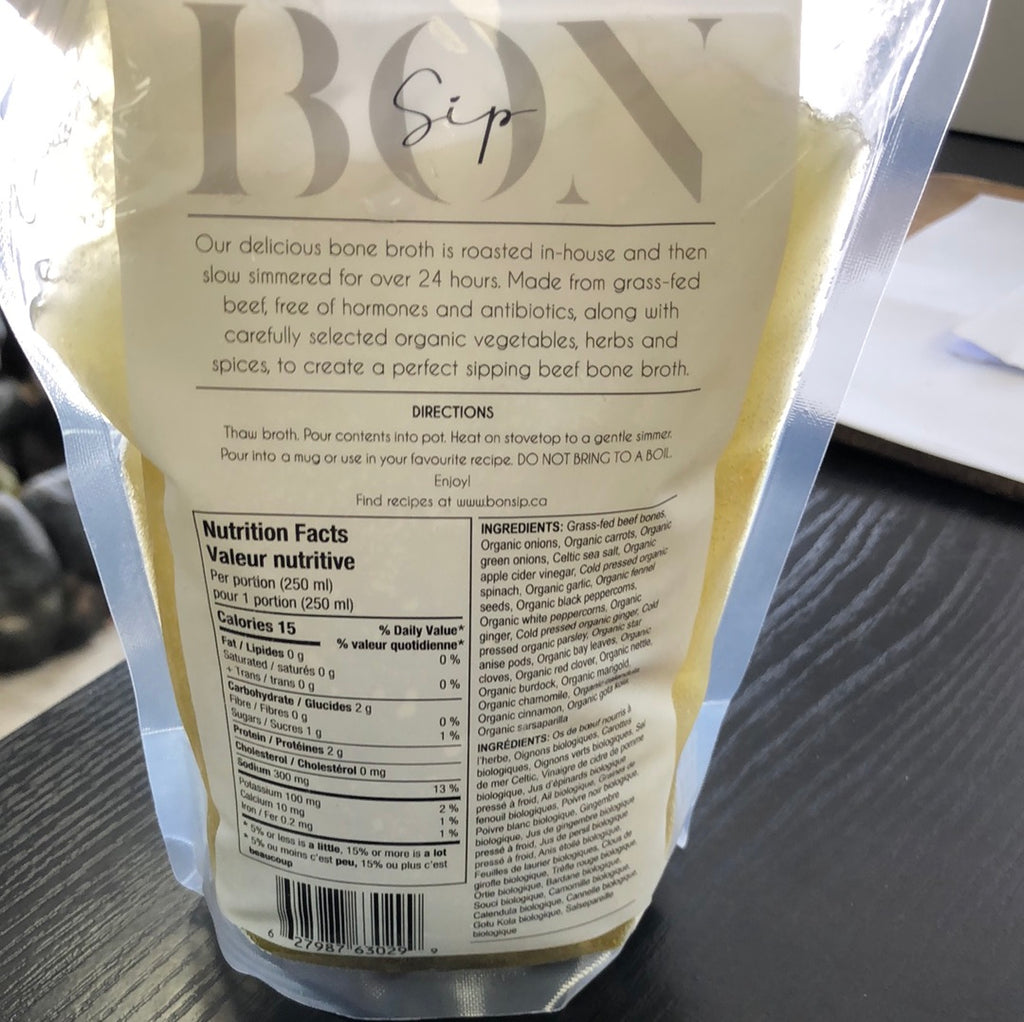 BON
Sip
Our delicious bone broth is roasted in-house and then
slow simmered for over 24 hours. Made from grass-fed
beef, free of hormones and antibiotics, along with
carefully selected organic vegetables, herbs and
spices, to create a perfect sipping beef bone broth.
DIRECTIONS
Thaw broth. Pour contents into pot. Heat on stovetop to a gentle simmer.
Pour into a mug or use in your favourite recipe. DO NOT BRING TO A BOIL.
Enjoy!
Find recipes at www.bonsip.ca
Nutrition Facts
Valeur nutritive
Per portion (250 ml)
pour 1 portion (250 ml)
Calories 15
% Daily Value*
% valeur quotidienne*
Fat / Lipides 0 g 0 %
Saturated / saturés 0 g
+ Trans / trans 0 g 0 %
Carbohydrate / Glucides 2 g
Fibre / Fibres 0 g 0 %
Sugars / Sucres 1 g 1 %
Protein / Protéines 2 g
Cholesterol / Cholestérol 0 mg
Sodium 300 mg 13 %
Potassium 100 mg 2 %
Calcium 10 mg 1 %
Iron / Fer 0.2 mg 1 %
* 5% or less is a little, 15% or more is a lot
* 5% ou moins c'est peu, 15% ou plus c'est
beaucoup
INGREDIENTS: Grass-fed beef bones,
Organic onions, Organic carrots, Organic
green onions, Celtic sea salt, Organic
apple cider vinegar, Cold pressed organic
spinach, Organic garlic, Organic fennel
seeds, Organic black peppercorns,
Organic white peppercorns, Organic
ginger, Cold pressed organic ginger, Cold
pressed organic parsley, Organic star
anise pods, Organic bay leaves, Organic
cloves, Organic red clover, Organic nettle,
Organic burdock, Organic marigold,
Organic chamomile, Organic calendula
Organic cinnamon, Organic gotu kola
Organic sarsaparilla
INGRÉDIENTS: Os de bœuf nourris à
l'herbe, Oignons biologiques, Carottes
biologiques, Oignons verts biologiques, Sel
de mer Celtic, Vinaigre de cidre de pomme
biologique, Jus d'épinards biologique
pressé à froid, Ail biologique, Graines de
fenouil biologiques, Poivre noir biologique,
Poivre blanc biologique, Gingembre
biologique, Jus de gingembre biologique
pressé à froid, Jus de persil biologique
pressé à froid, Anis étoilé biologique,
Feuilles de laurier biologiques, Clous de
girofle biologique, Trèfle rouge biologique,
Ortie biologique, Bardane biologique,
Souci biologique, Camomille biologique,
Calendula biologique, Cannelle biologique,
Gotu Kola biologique, Salsepareille
biologique
6 27987 63029 9